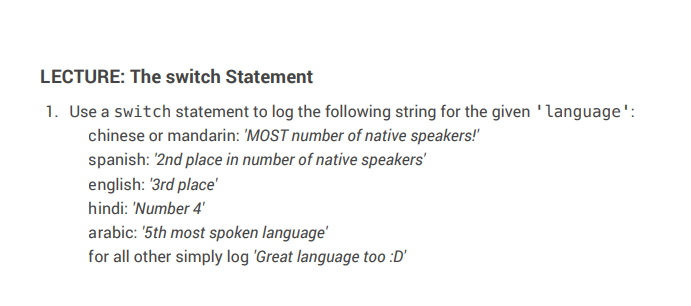 LECTURE: The switch Statement
1. Use a switch statement to log the following string for the given 'language':
chinese or mandarin: 'MOST number of native speakers!'
spanish: '2nd place in number of native speakers'
english: '3rd place'
hindi: 'Number 4'
arabic: '5th most spoken language'
for all other simply log 'Great language too :D'